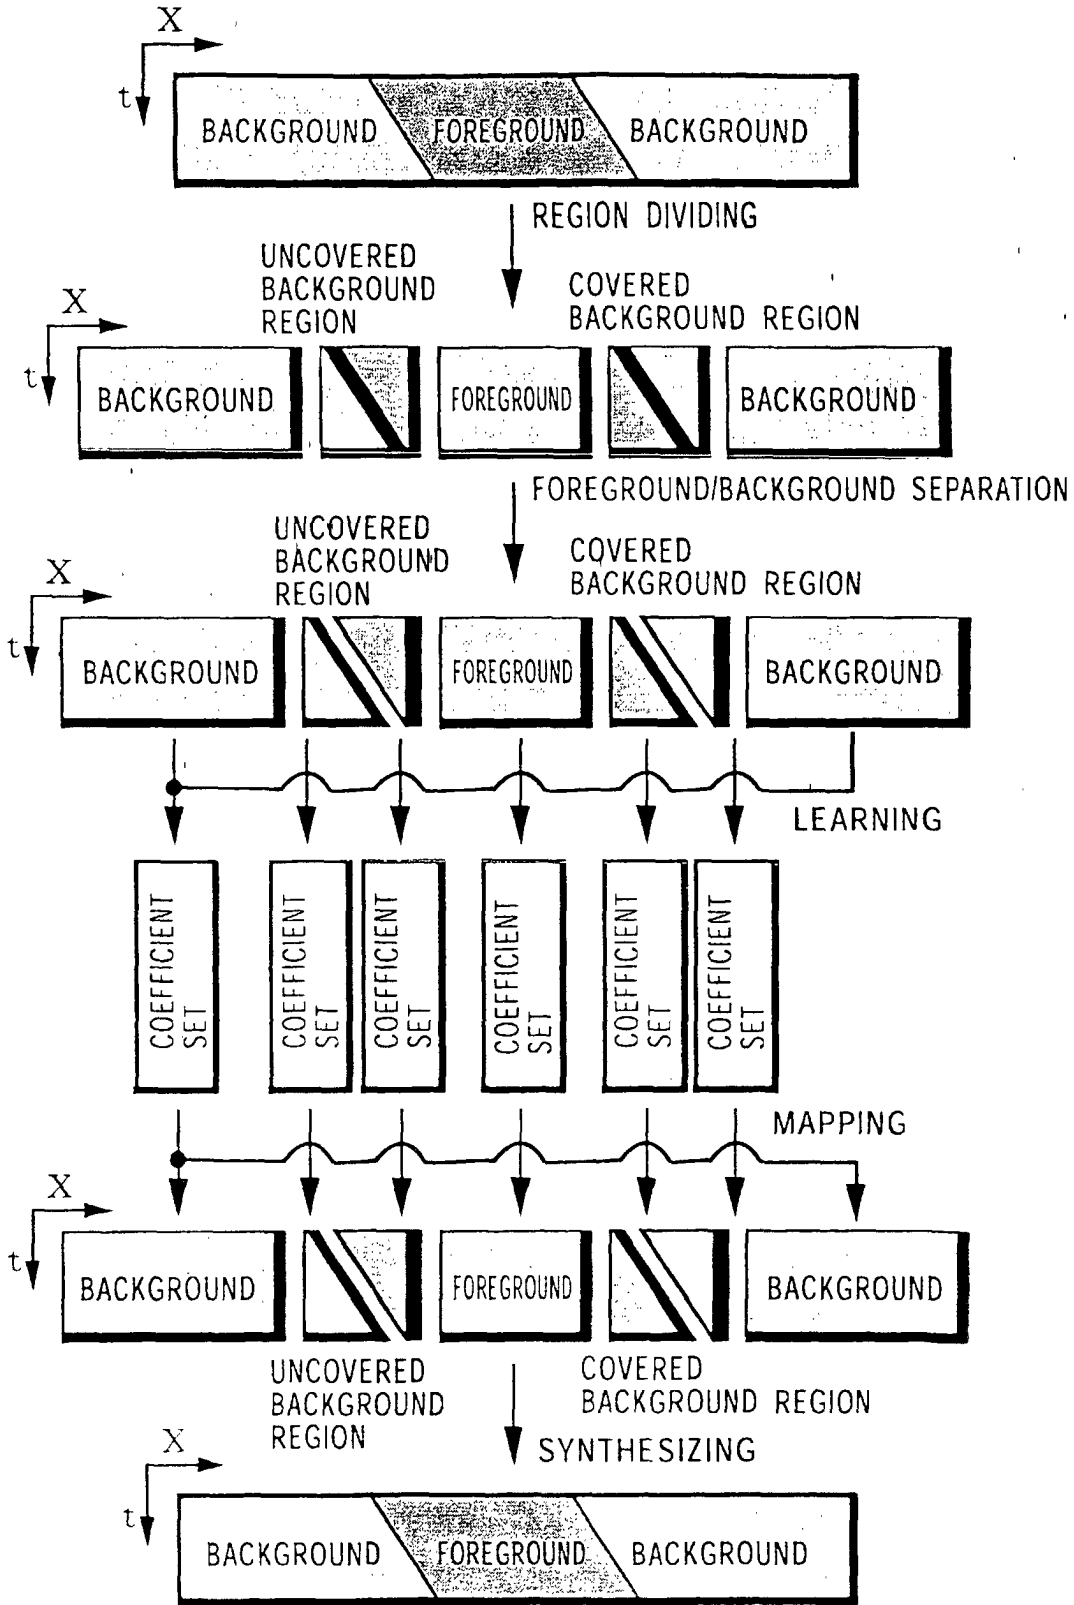 X
t
BACKGROUND FOREGROUND BACKGROUND
REGION DIVIDING
UNCOVERED
BACKGROUND
REGION
COVERED
BACKGROUND REGION
X
t
BACKGROUND FOREGROUND BACKGROUND
FOREGROUND/BACKGROUND SEPARATION
UNCOVERED
BACKGROUND
REGION
COVERED
BACKGROUND REGION
X
t
BACKGROUND FOREGROUND BACKGROUND
LEARNING
COEFFICIENT
SET
COEFFICIENT
SET
COEFFICIENT
SET
COEFFICIENT
SET
COEFFICIENT
SET
COEFFICIENT
SET
MAPPING
X
t
BACKGROUND FOREGROUND BACKGROUND
UNCOVERED
BACKGROUND
REGION
COVERED
BACKGROUND REGION
SYNTHESIZING
X
t
BACKGROUND FOREGROUND BACKGROUND